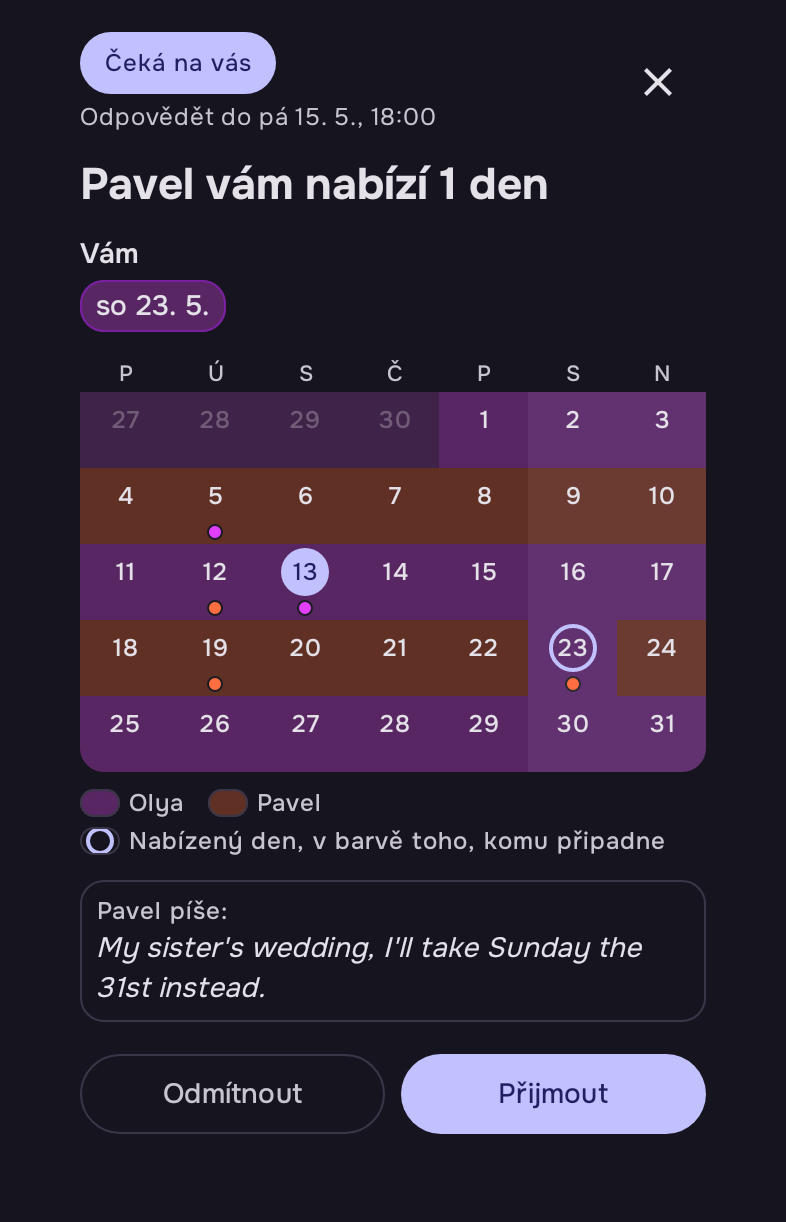 Čeká na vás
Odpovědět do pá 15. 5., 18:00
Pavel vám nabízí 1 den
Vám
so 23. 5.
P Ú S Č P S N
27 28 29 30 1 2 3
4 5 6 7 8 9 10
11 12 13 14 15 16 17
18 19 20 21 22 23 24
25 26 27 28 29 30 31
Olya Pavel
Nabízený den, v barvě toho, komu připadne
Pavel píše:
My sister's wedding, I'll take Sunday the
31st instead.
Odmítnout Přijmout